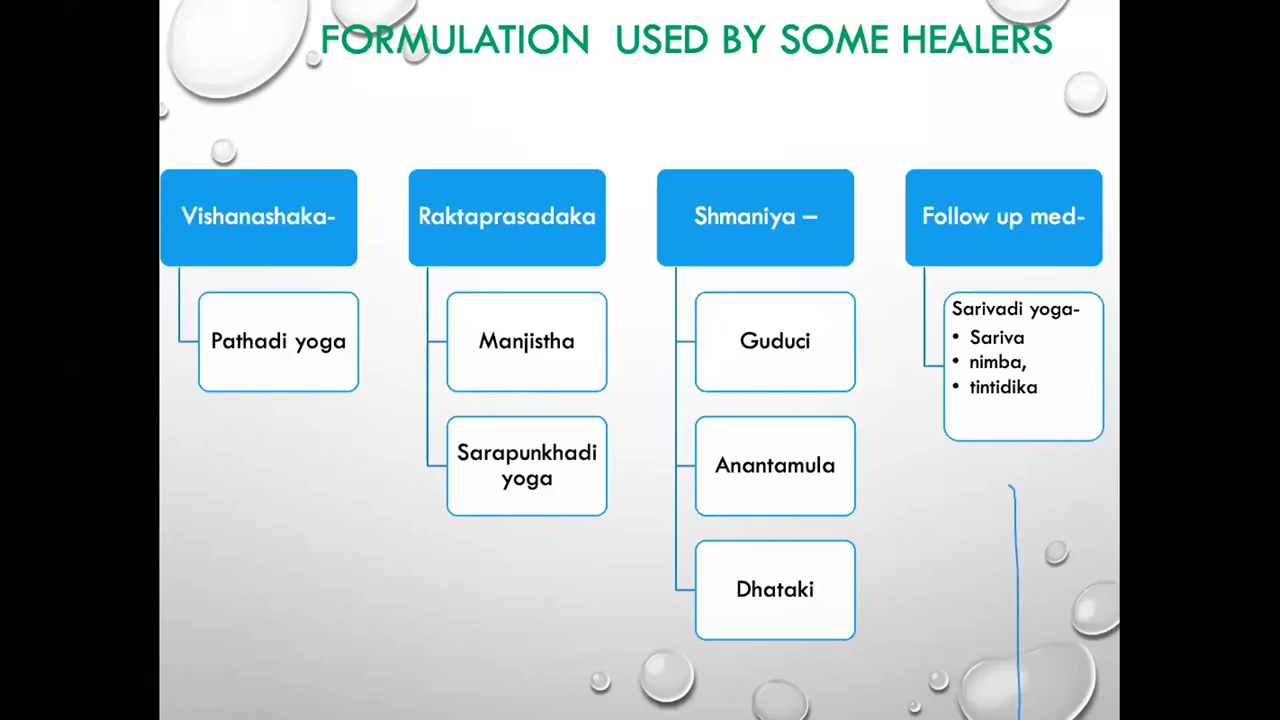 FORMULATION USED BY SOME HEALERS
Vishanashaka-
Pathadi yoga
Raktaprasadaka
Manjistha
Sarapunkhadi
yoga
Shmaniya –
Guduci
Anantamula
Dhataki
Follow up med-
Sarivadi yoga-
• Sariva
• nimba,
• tintidika